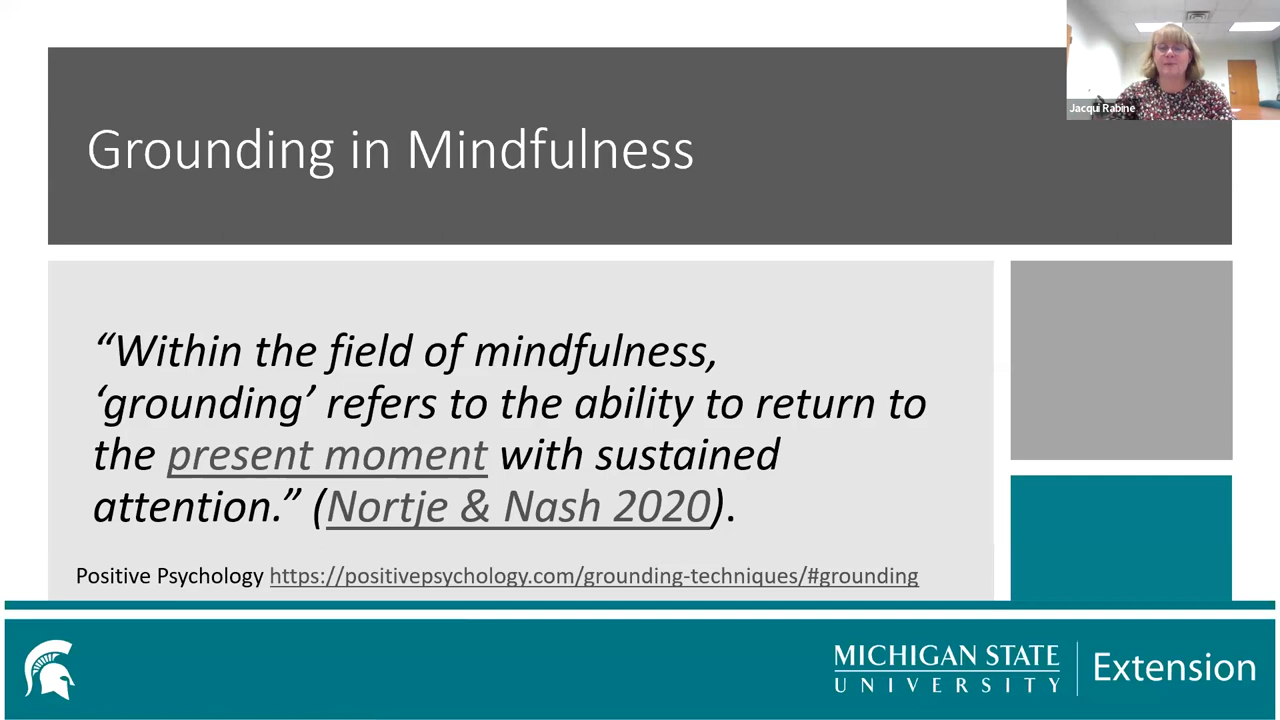 Jacqui Rabine
Grounding in Mindfulness
“Within the field of mindfulness,
‘grounding’ refers to the ability to return to
the present moment with sustained
attention.” (Nortje & Nash 2020).
Positive Psychology https://positivepsychology.com/grounding-techniques/#grounding
MICHIGAN STATE
UNIVERSITY
Extension